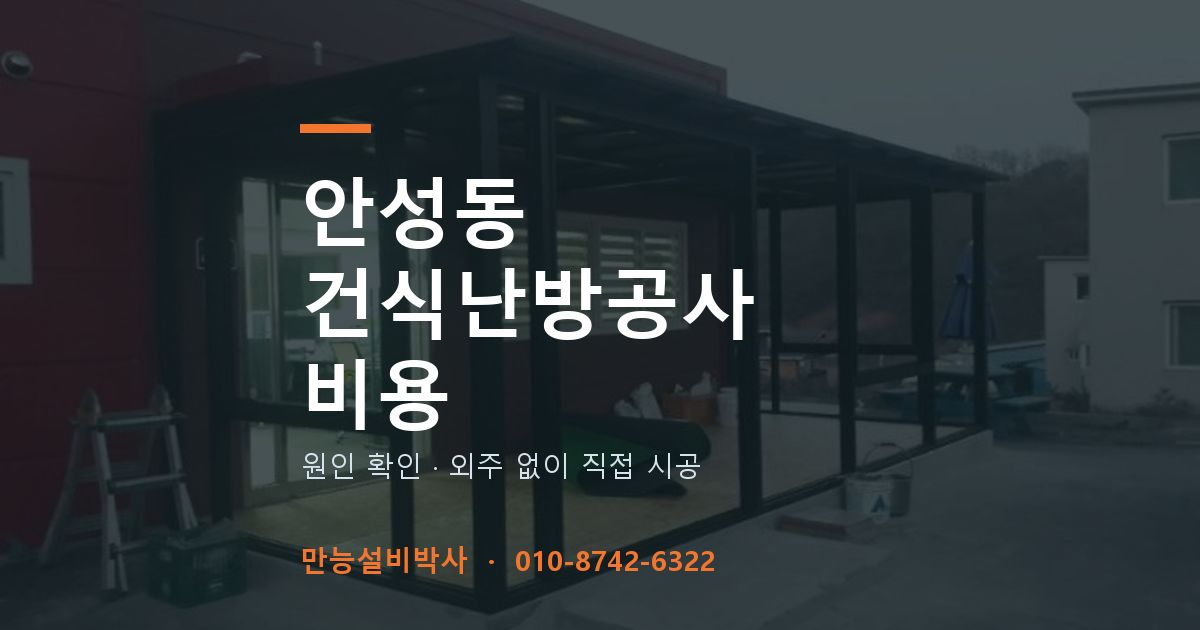 안성동
건식난방공사
비용
원인 확인 · 외주 없이 직접 시공
만능설비박사 · 010-8742-6322